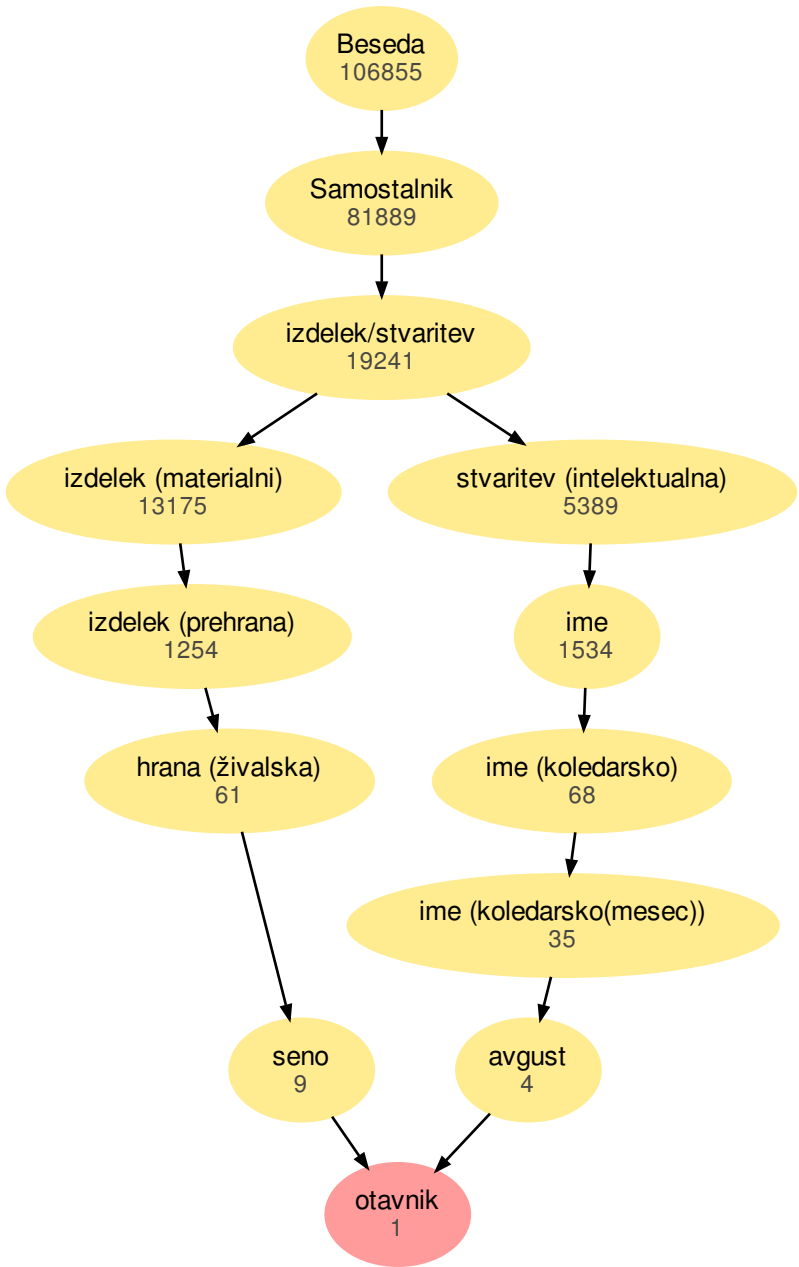 Beseda
106855
Samostalnik
81889
izdelek/stvaritev
19241
izdelek (materialni)
13175
stvaritev (intelektualna)
5389
izdelek (prehrana)
1254
ime
1534
hrana (živalska)
61
ime (koledarsko)
68
ime (koledarsko(mesec))
35
seno
9
avgust
4
otavnik
1